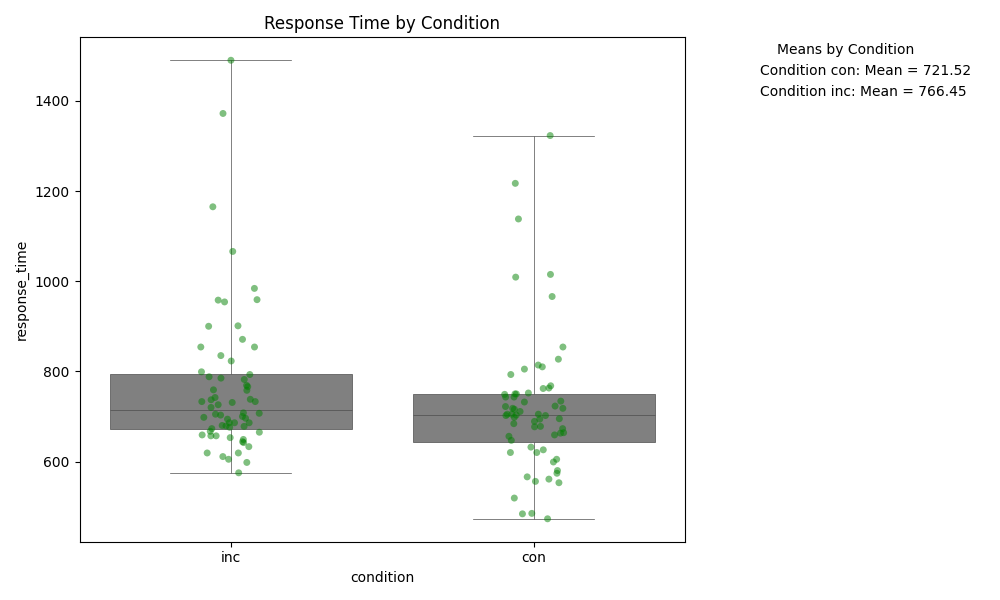 Response Time by Condition
Means by Condition
Condition con: Mean = 721.52
Condition inc: Mean = 766.45
response_time
1400
1200
1000
800
600
inc
con
condition